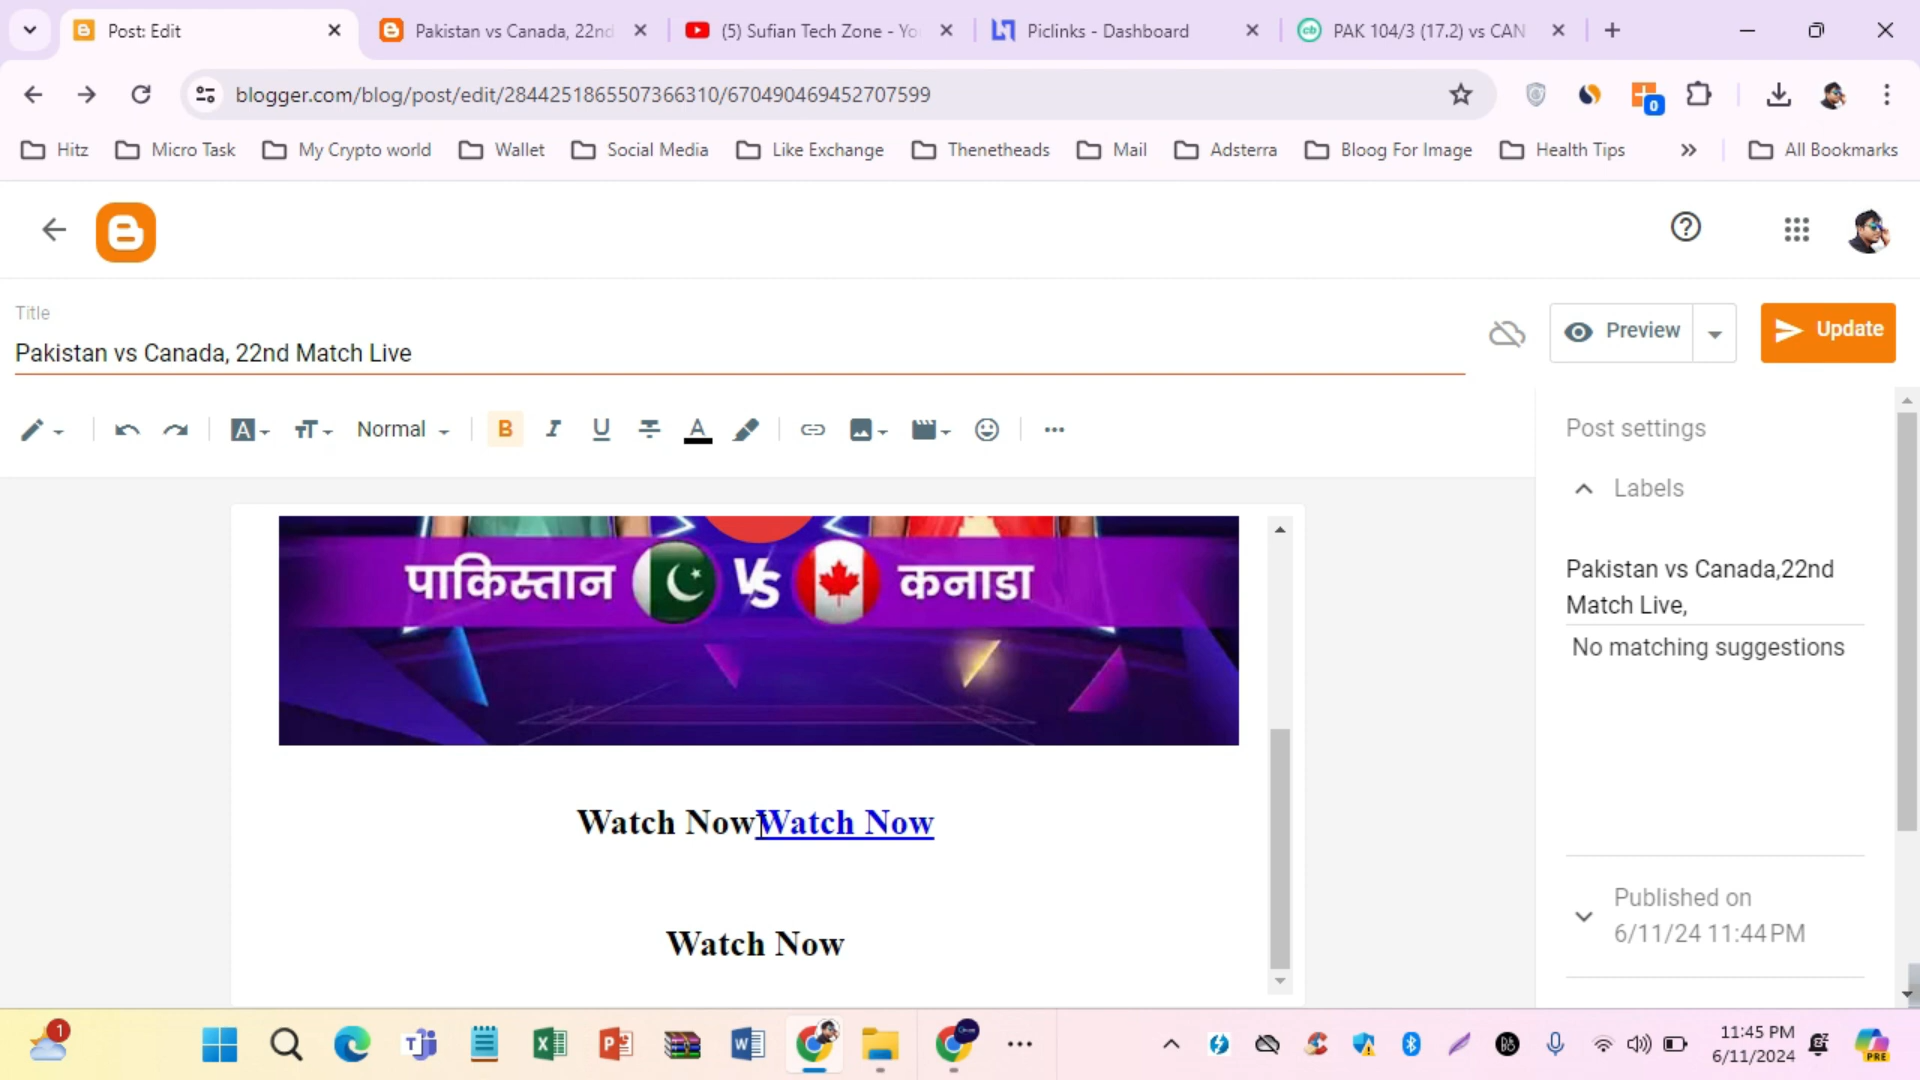 Post: Edit
Pakistan vs Canada, 22nd
(5) Sufian Tech Zone - Yo
Piclinks - Dashboard
cb
PAK 104/3 (17.2) vs CAN
blogger.com/blog/post/edit/2844251865507366310/670490469452707599
0
Hitz
Micro Task
My Crypto world
Wallet
Social Media
Like Exchange
Thenetheads
Mail
Adsterra
Bloog For Image
Health Tips
All Bookmarks
Title
Pakistan vs Canada, 22nd Match Live
Preview
Update
Normal
B
Post settings
Labels
Pakistan vs Canada,22nd
Match Live,
No matching suggestions
पाकिस्तान VS कनाडा
Watch NowWatch Now
Watch Now
Published on
6/11/24 11:44 PM
1
11:45 PM
6/11/2024
PRE